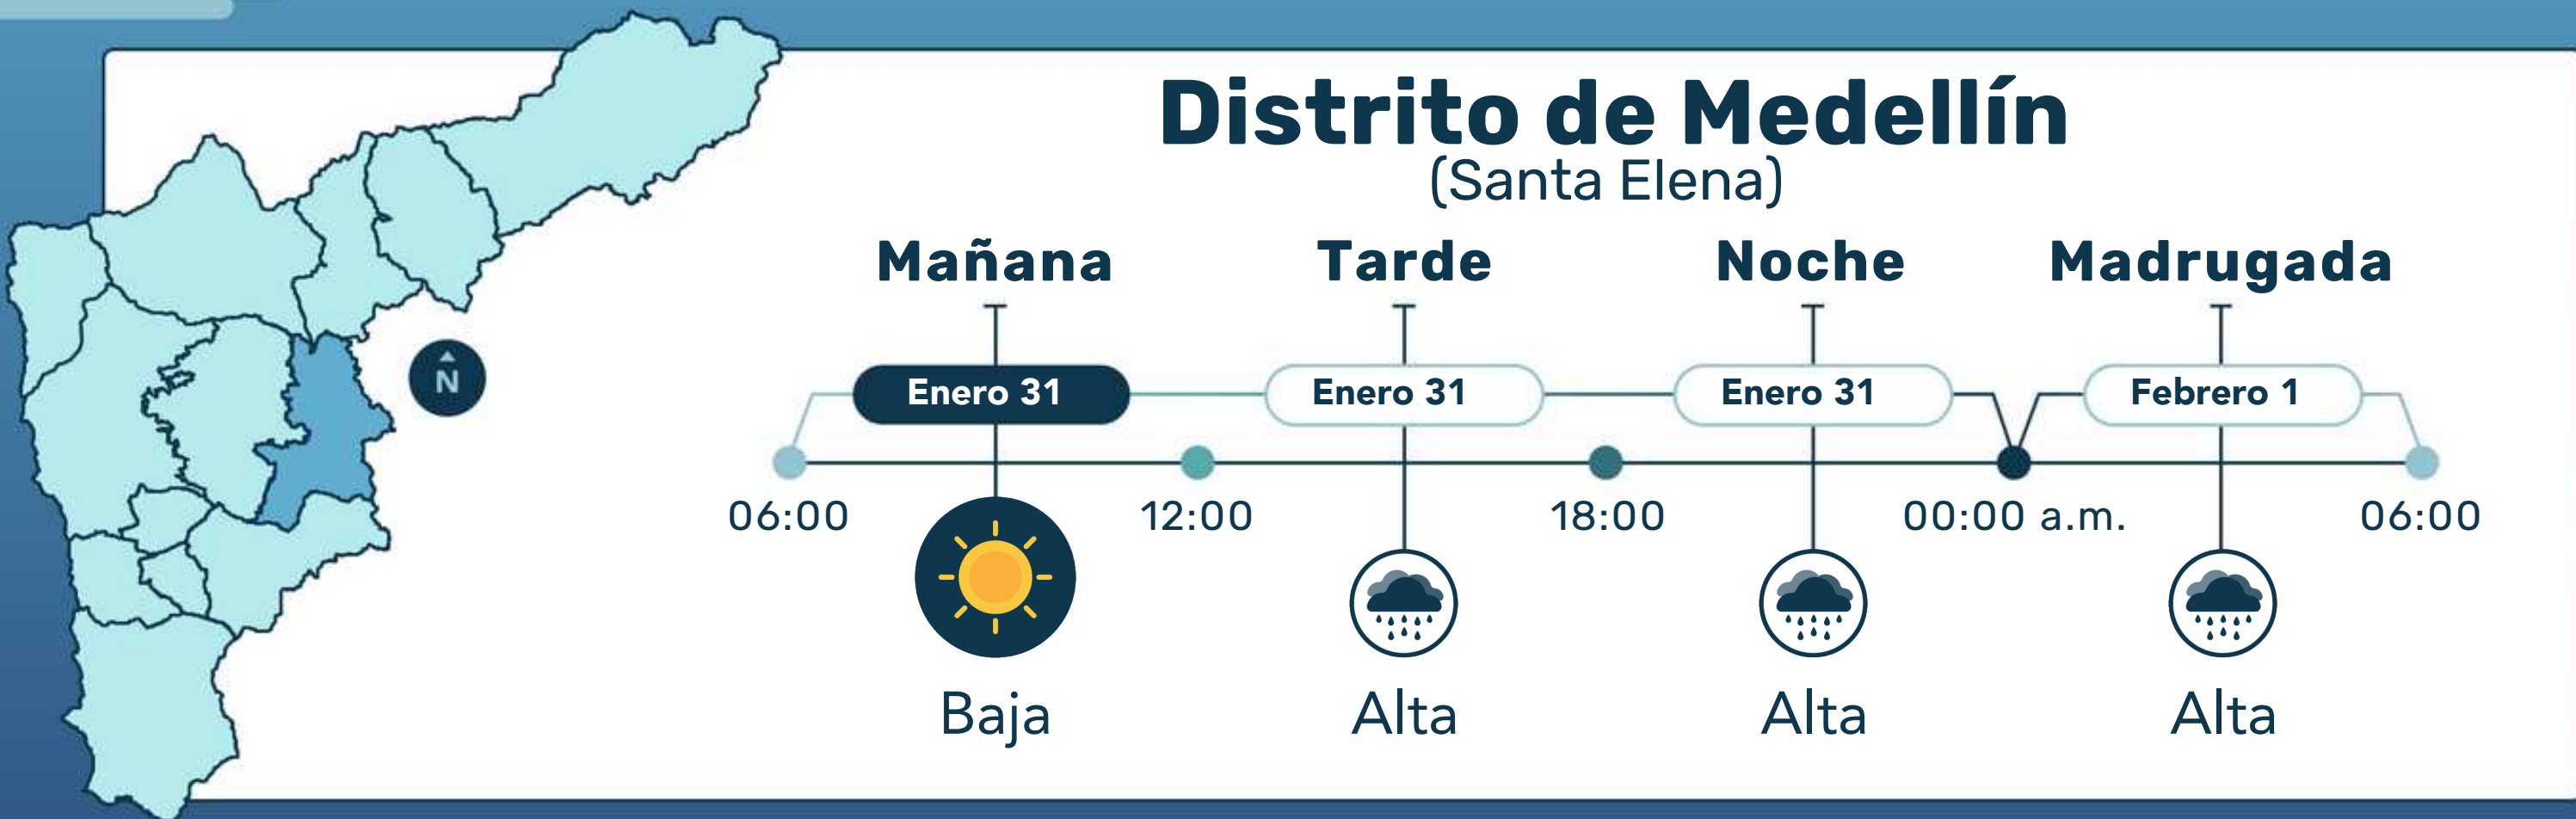 Distrito de Medellín
(Santa Elena)
Mañana Tarde Noche Madrugada
Enero 31 Enero 31 Enero 31 Febrero 1
N
06:00 12:00 18:00 00:00 a.m. 06:00
Baja Alta Alta Alta